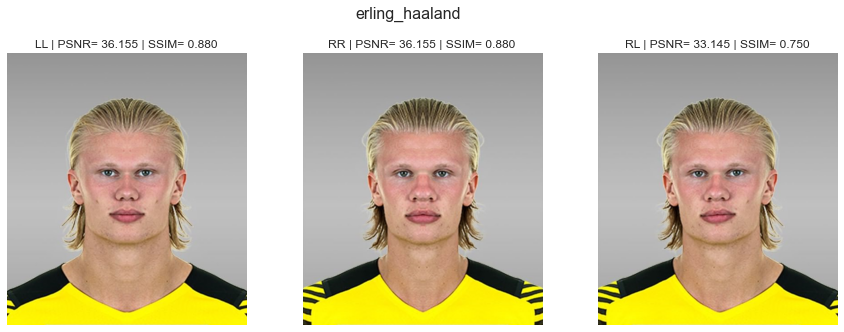 erling_haaland
LL | PSNR= 36.155 | SSIM= 0.880
RR | PSNR= 36.155 | SSIM= 0.880
RL | PSNR= 33.145 | SSIM= 0.750